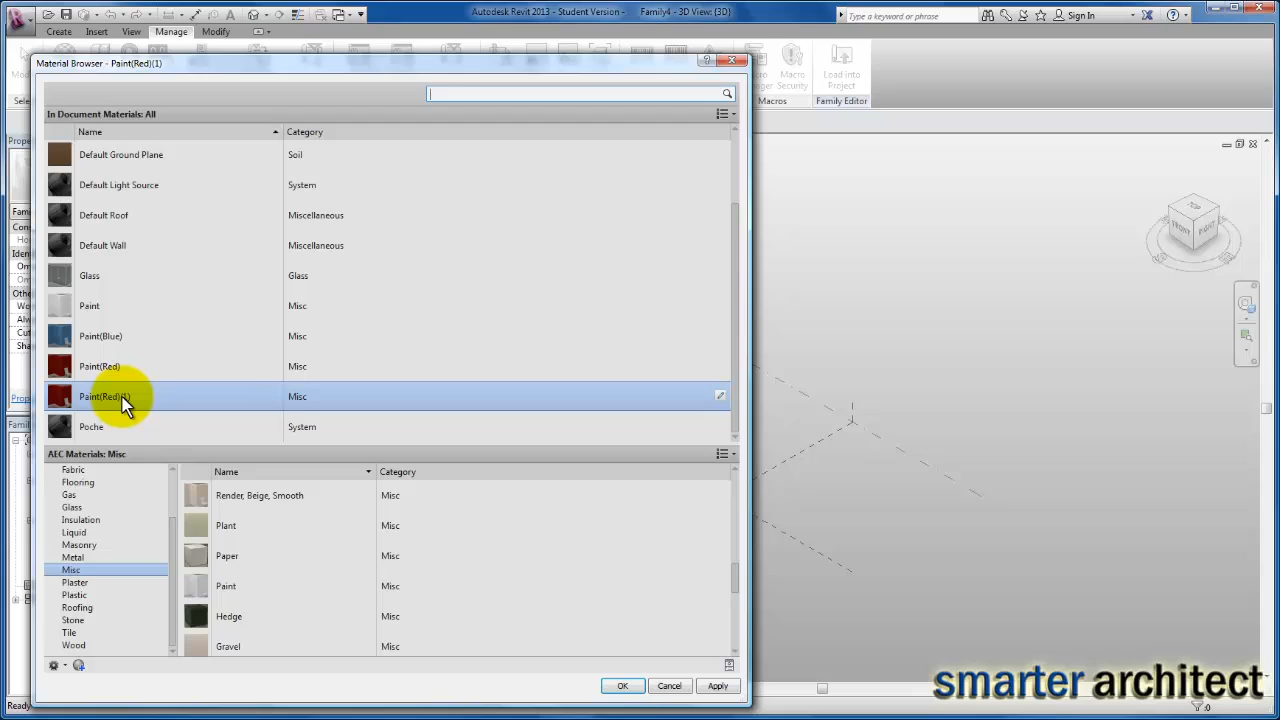 Autodesk Revit 2013 - Student Version - Family4 - 3D View: {3D}
Type a keyword or phrase
Sign In
Create Insert View Manage Modify
Material Browser - Paint(Red)(1)
Load into
Project
Macro
Security
Selec
Macros
Family Editor
In Document Materials: All
Name Category
Default Ground Plane Soil
Default Light Source System
Default Roof Miscellaneous
Default Wall Miscellaneous
Glass Glass
Paint Misc
Paint(Blue) Misc
Paint(Red) Misc
Paint(Red)(1) Misc
Poche System
AEC Materials: Misc
Fabric
Flooring
Gas
Glass
Insulation
Liquid
Masonry
Metal
Misc
Plaster
Plastic
Roofing
Stone
Tile
Wood
Name Category
Render, Beige, Smooth Misc
Plant Misc
Paper Misc
Paint Misc
Hedge Misc
Gravel Misc
OK Cancel Apply
TOP
FRONT
smarter architect
:0